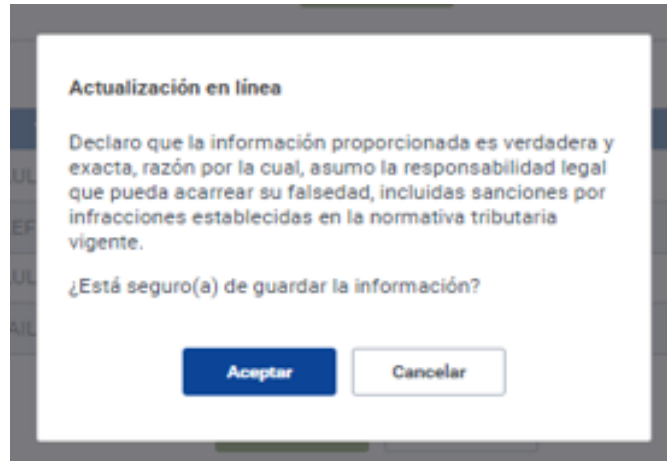 Actualización en línea
Declaro que la información proporcionada es verdadera y
exacta, razón por la cual, asumo la responsabilidad legal
que pueda acarrear su falsedad, incluidas sanciones por
infracciones establecidas en la normativa tributaria
vigente.
¿Está seguro(a) de guardar la información?
Aceptar
Cancelar